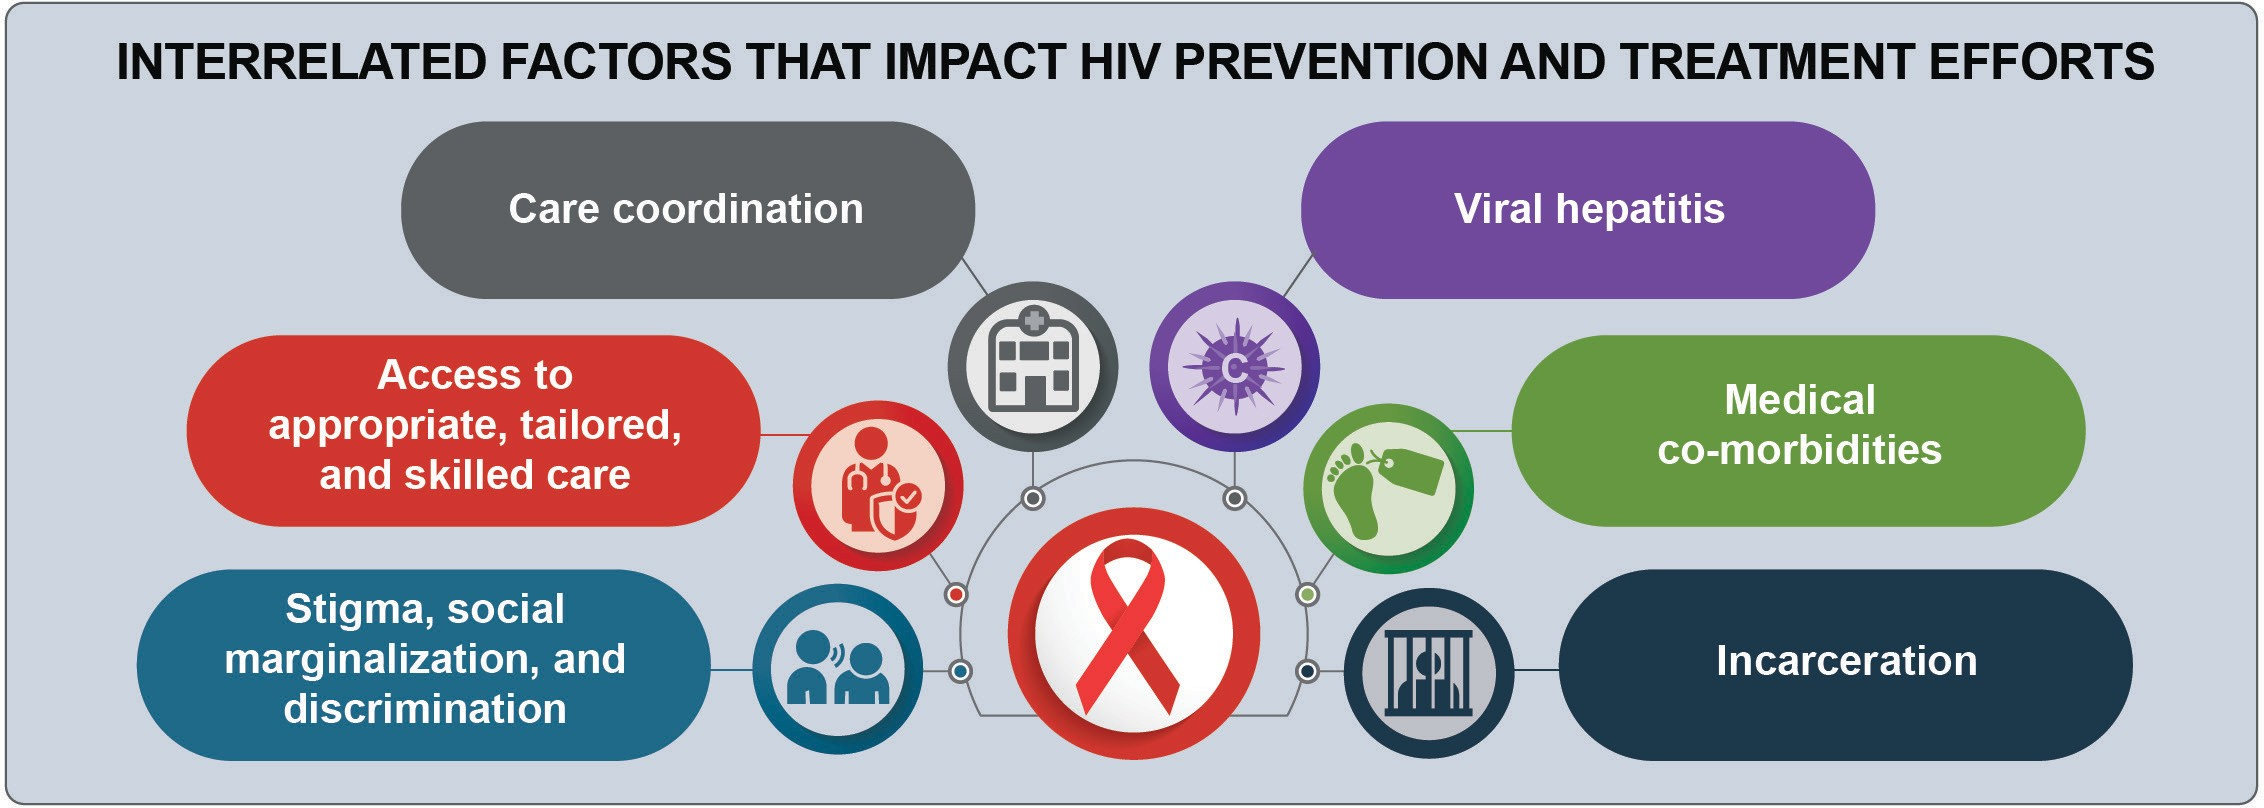 INTERRELATED FACTORS THAT IMPACT HIV PREVENTION AND TREATMENT EFFORTS
Care coordination
Viral hepatitis
Access to
appropriate, tailored,
and skilled care
C
Medical
co-morbidities
Stigma, social
marginalization, and
discrimination
Incarceration